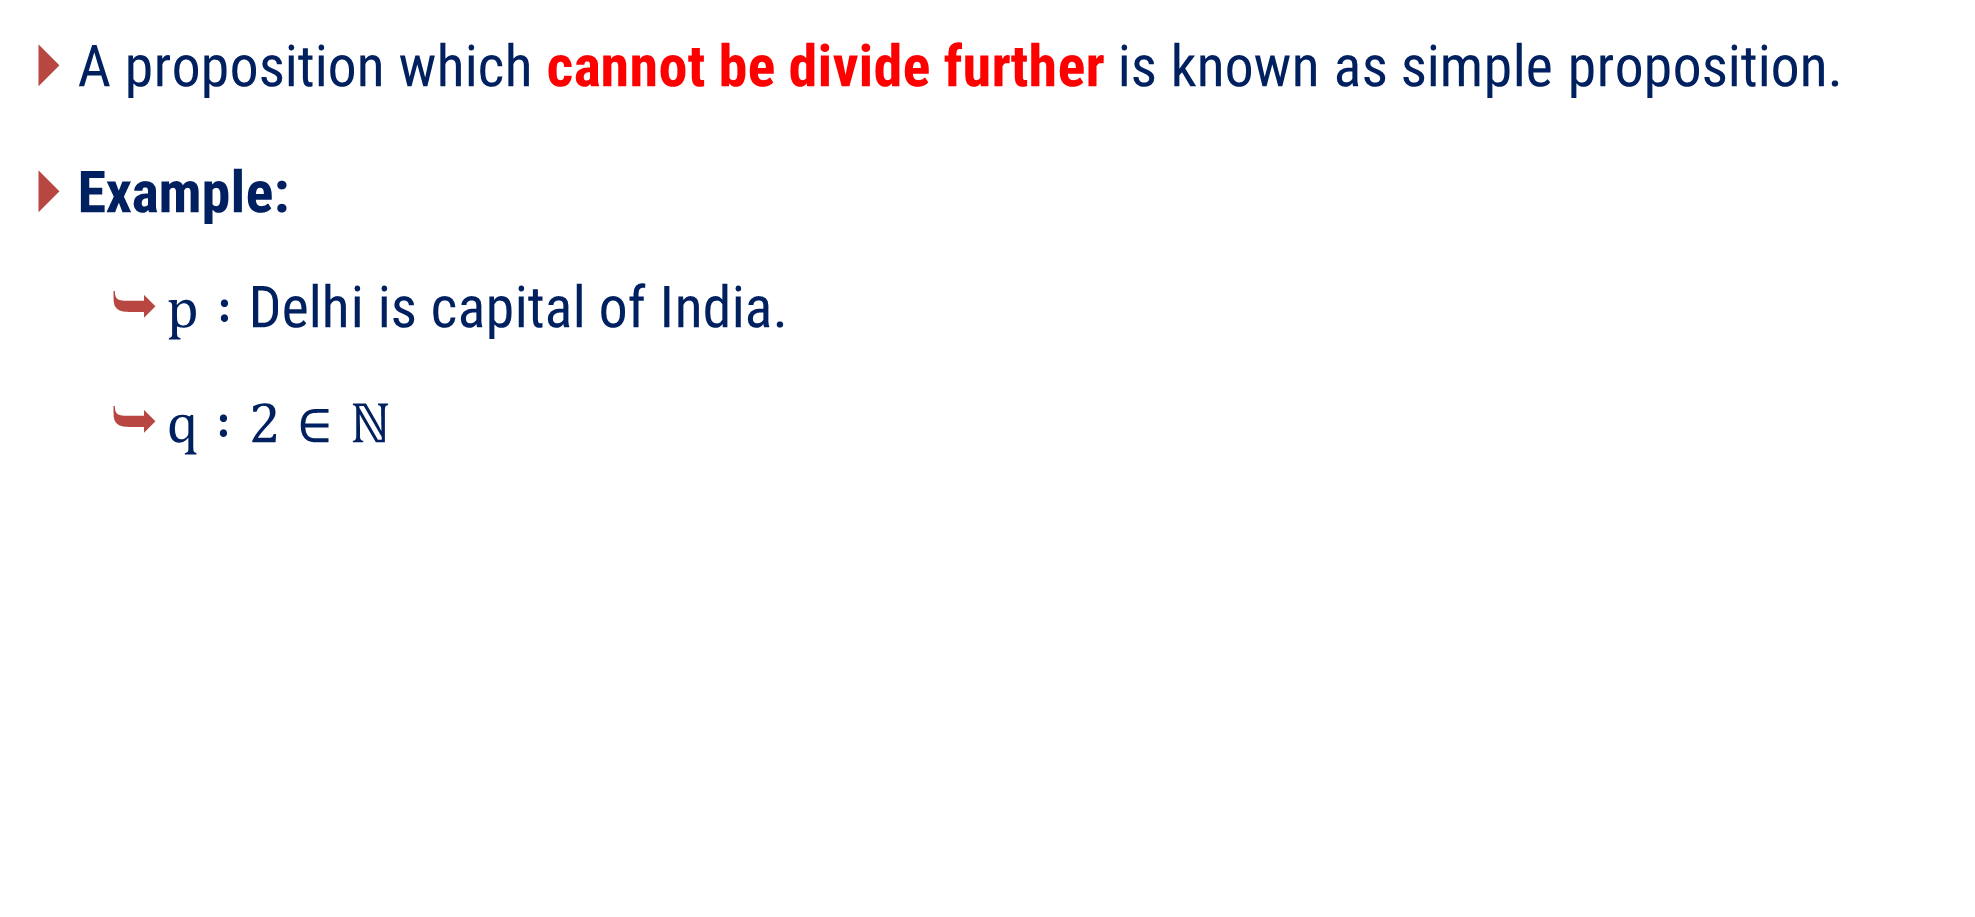 A proposition which cannot be divide further is known as simple proposition.
Example:
p : Delhi is capital of India.
q : 2 ∈ ℕ